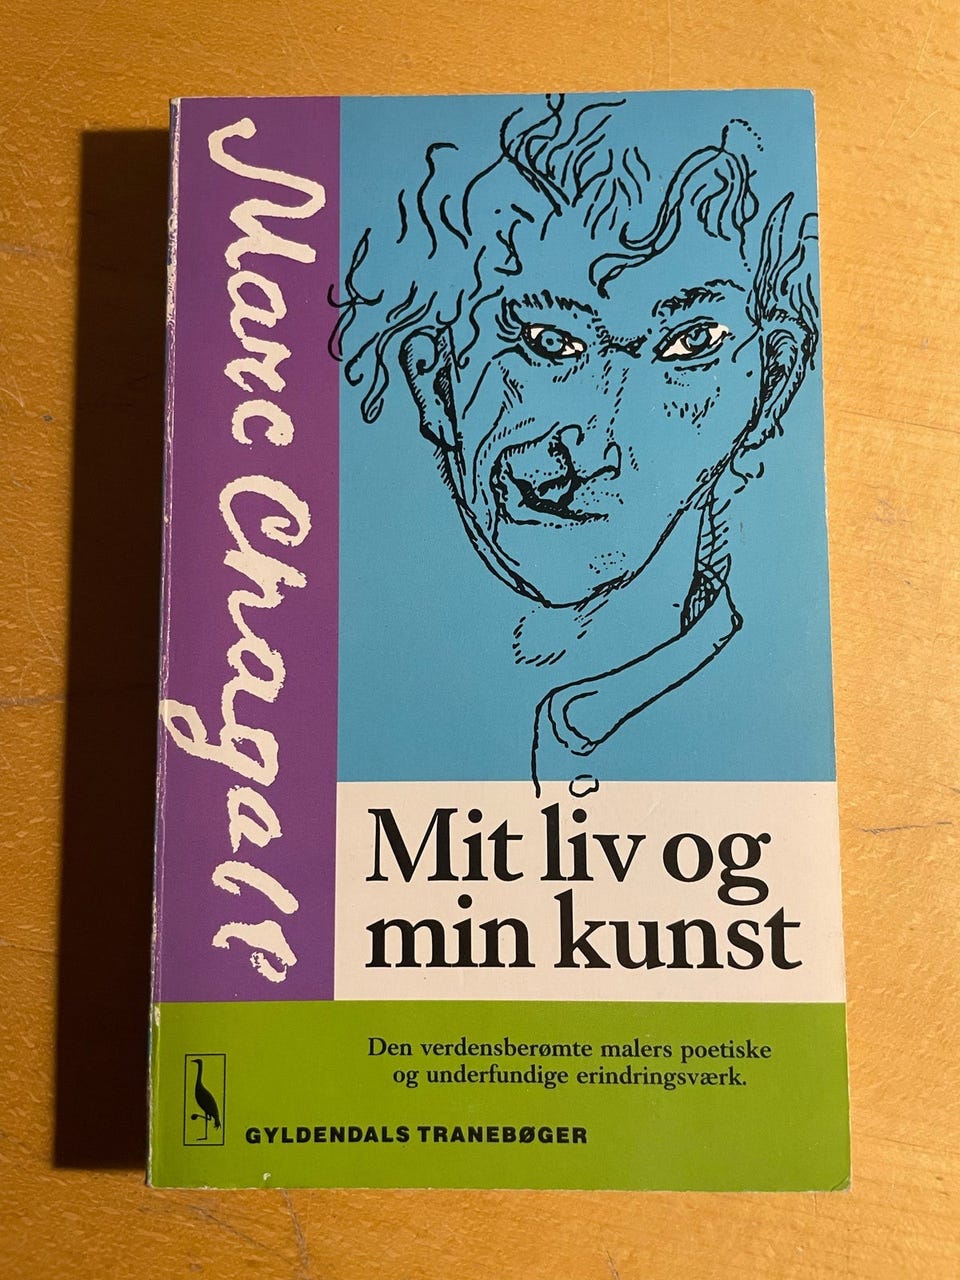 Marc Chagall
Mit liv og
min kunst
Den verdensberømte malers poetiske
og underfundige erindringsværk.
GYLDENDALS TRANEBØGER